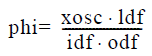 phi= xosc · ldf
idf · odf